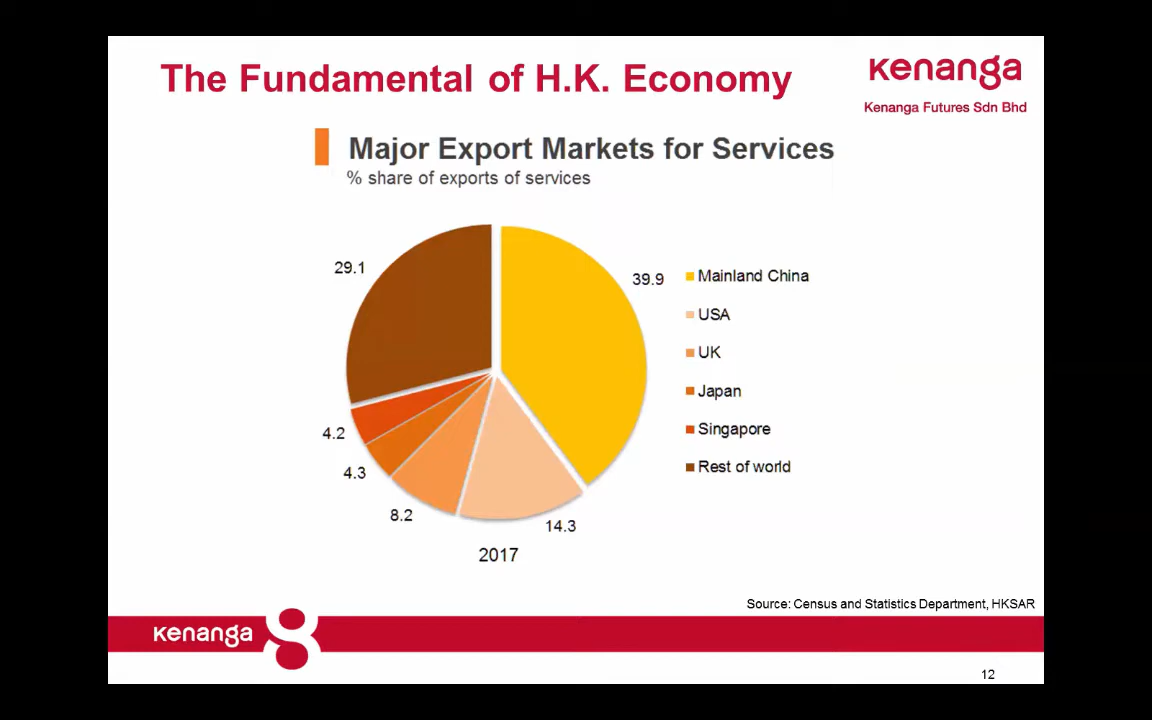 The Fundamental of H.K. Economy
Kenanga
Kenanga Futures Sdn Bhd
Major Export Markets for Services
% share of exports of services
29.1
39.9
4.2
4.3
8.2
14.3
2017
Mainland China
USA
UK
Japan
Singapore
Rest of world
Source: Census and Statistics Department, HKSAR
Kenanga
12